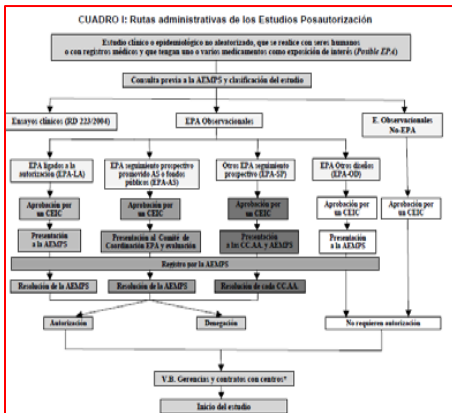 CUADRO I: Rutas administrativas de los Estudios Posautorización
Estudio clínico o epidemiológico no aleatorizado, que se realice con seres humanos
o con registros médicos y que tengan uno o varios medicamentos como exposición de interés (Posible EPA)
Consulta previa a la AEMPS y clasificación del estudio
Ensayos clínicos (RD 223/2004)
EPA Observacionales
E. Observacionales
No-EPA
EPA ligados a la
autorización (EPA-LA)
EPA seguimiento prospectivo
promovido AS o fondos
públicos (EPA-AS)
Otros EPA seguimiento
prospectivo (EPA-SP)
EPA Otros diseños
(EPA-OD)
Aprobación por
un CEIC
Aprobación por
un CEIC
Aprobación por
un CEIC
Aprobación por
un CEIC
Aprobación por
un CEIC
Presentación
a la AEMPS
Presentación al Comité de
Coordinación EPA y evaluación
Presentación
a las CC.AA. y AEMPS
Presentación
a la AEMPS
Registro por la AEMPS
Resolución de la AEMPS
Resolución de la AEMPS
Resolución de cada CC.AA.
Autorización
Denegación
No requieren autorización
V.B. Gerencias y contratos con centros*
Inicio del estudio